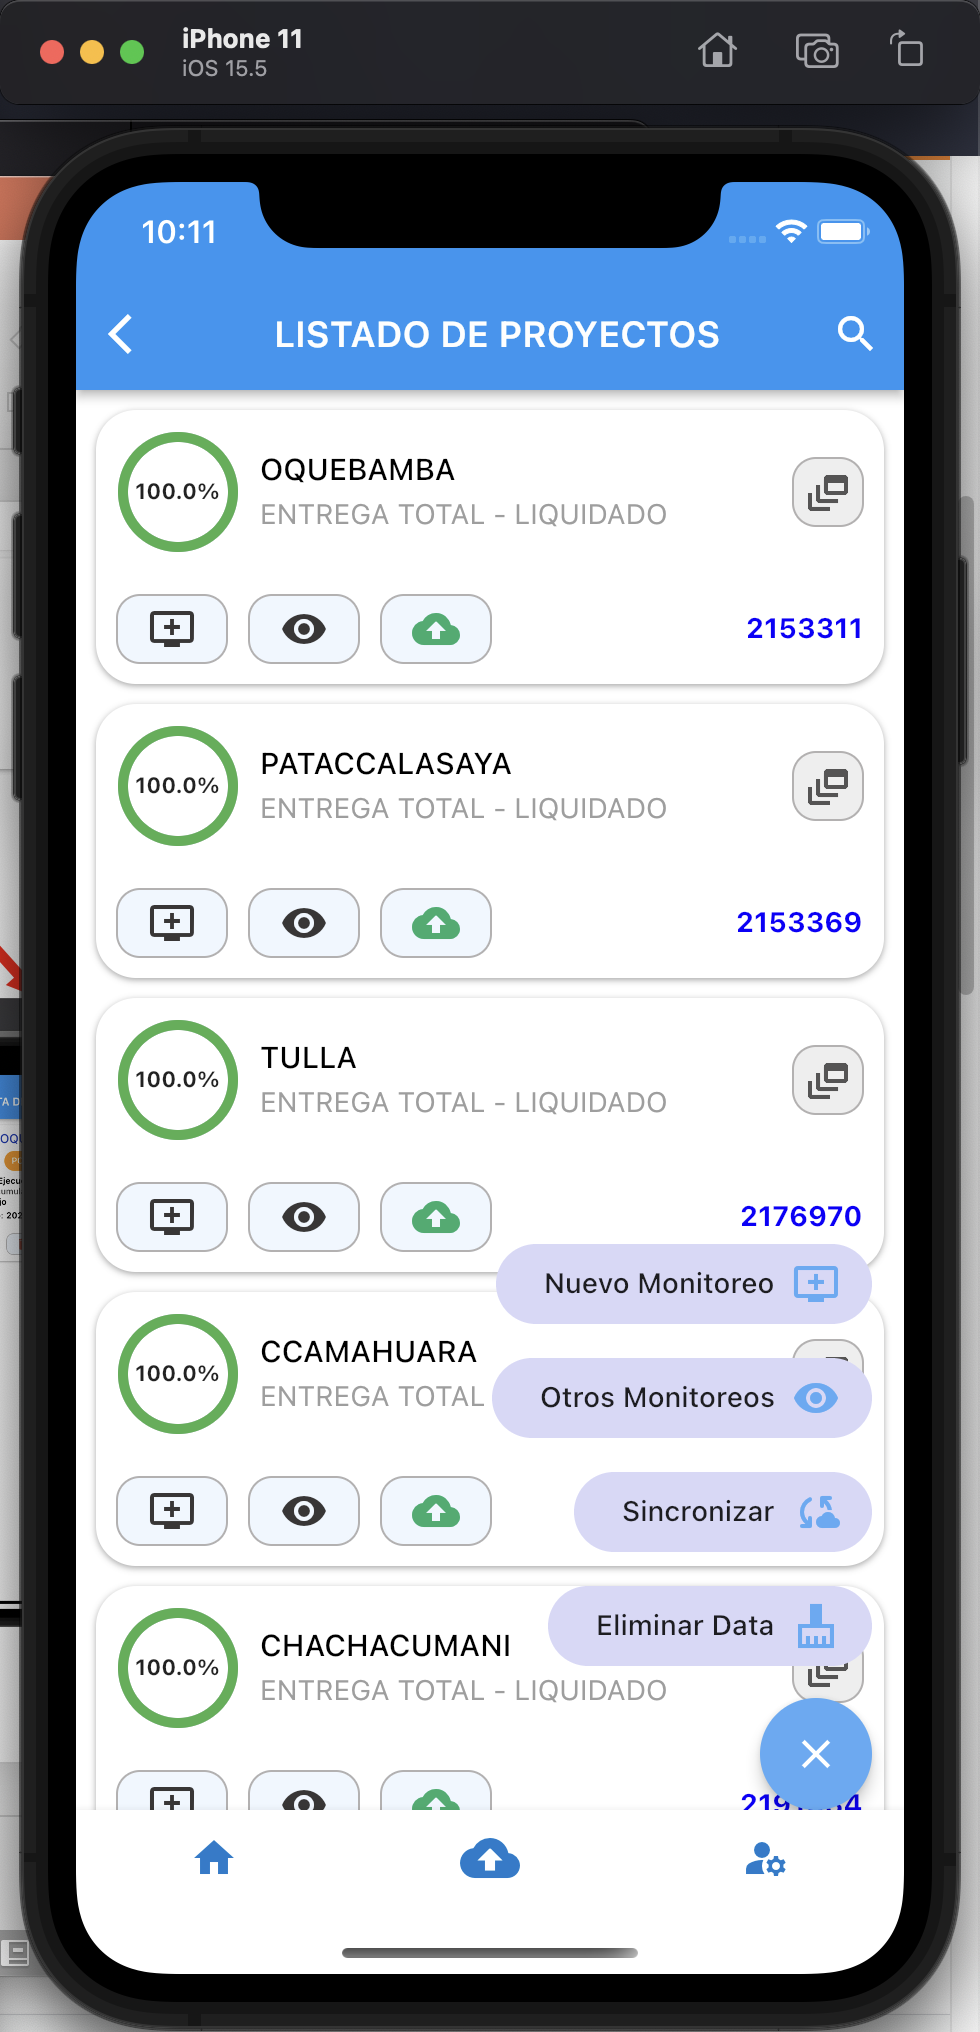 iPhone 11
iOS 15.5
10:11
LISTADO DE PROYECTOS
100.0%
OQUEBAMBA
ENTREGA TOTAL - LIQUIDADO
2153311
100.0%
PATACCALASAYA
ENTREGA TOTAL - LIQUIDADO
2153369
100.0%
TULLA
ENTREGA TOTAL - LIQUIDADO
2176970
Nuevo Monitoreo
100.0%
CCAMAHUARA
ENTREGA TOTAL
Otros Monitoreos
Sincronizar
Eliminar Data
100.0%
CHACHACUMANI
ENTREGA TOTAL - LIQUIDADO